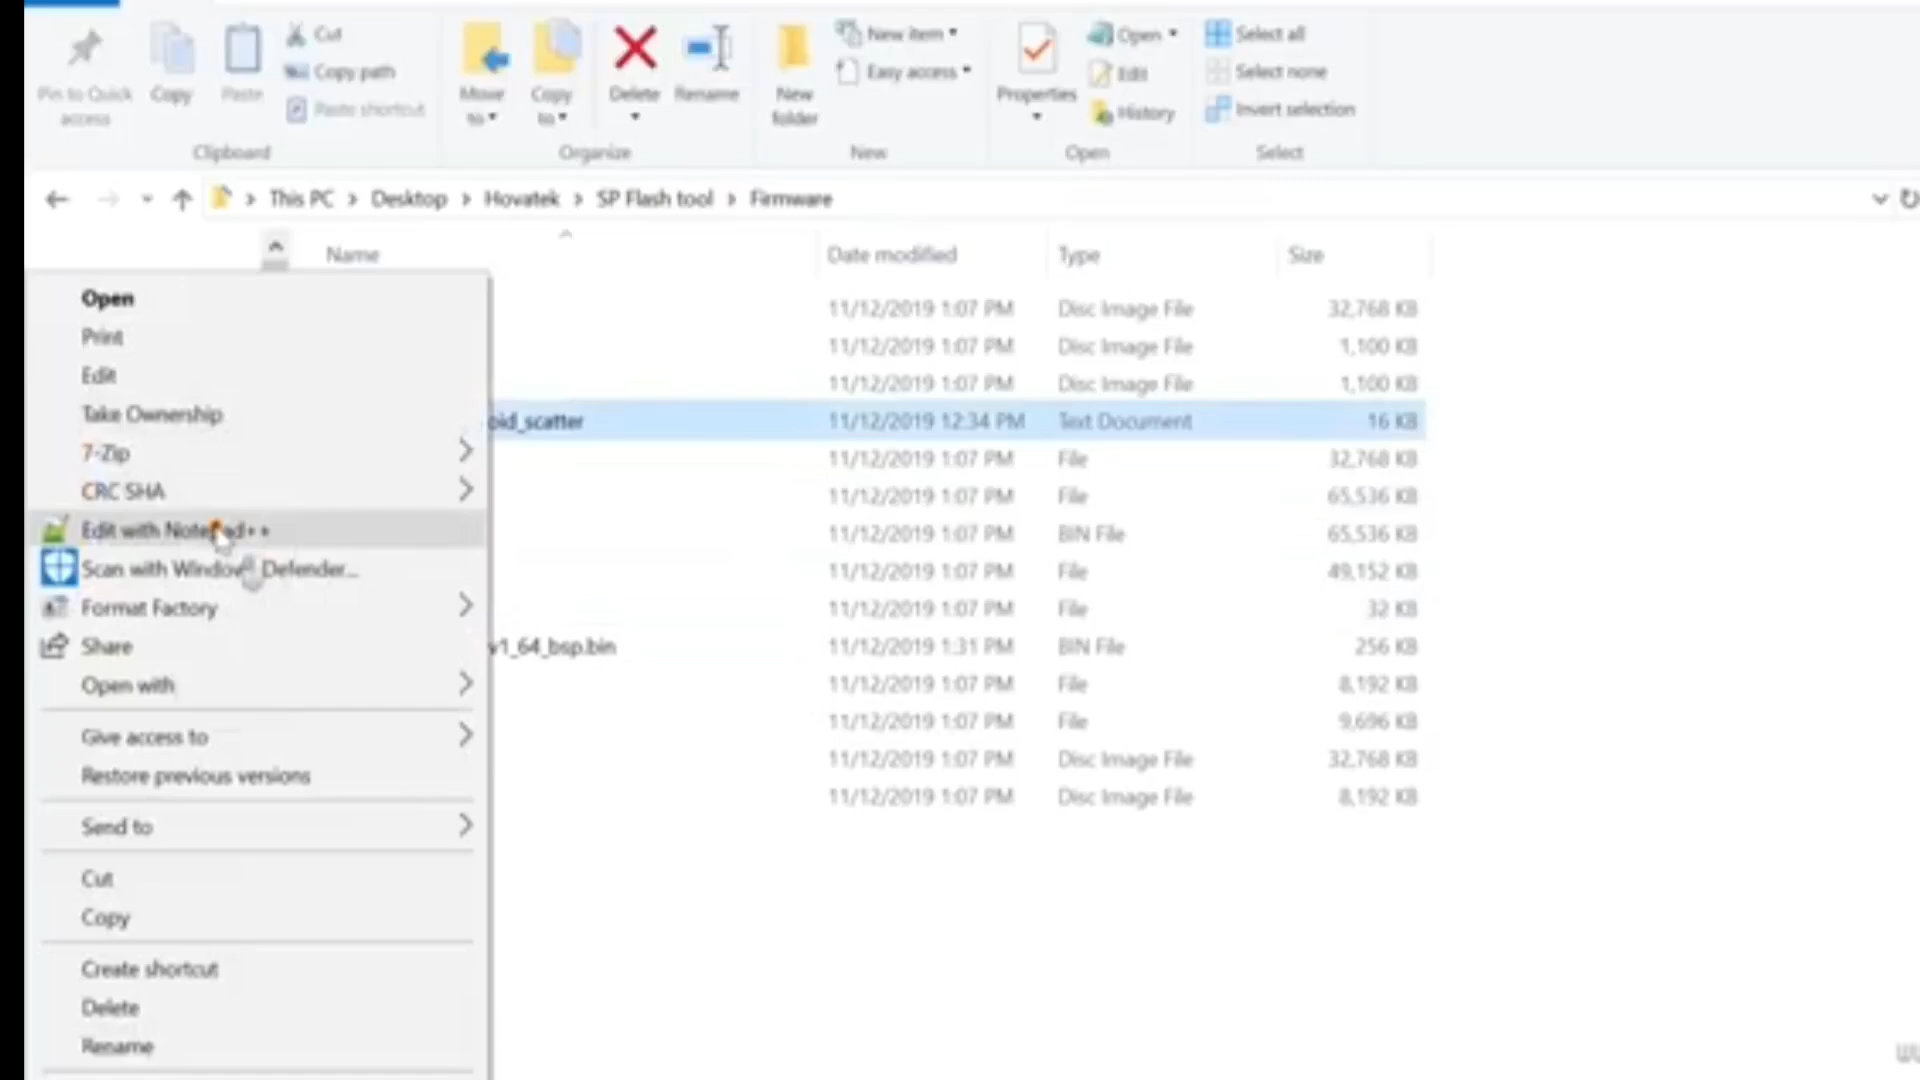 Pin to Quick access
Copy
Paste
Cut
Copy path
Paste shortcut
Clipboard
Move to
Copy to
Delete
Rename
Organize
New folder
New item
Easy access
New
Properties
Open
Edit
History
Open
Select all
Select none
Invert selection
Select
This PC > Desktop > Hovatek > SP Flash tool > Firmware
Name Date modified Type Size
11/12/2019 1:07 PM Disc Image File 32,768 KB
11/12/2019 1:07 PM Disc Image File 1,100 KB
11/12/2019 1:07 PM Disc Image File 1,100 KB
oid_scatter 11/12/2019 12:34 PM Text Document 16 KB
11/12/2019 1:07 PM File 32,768 KB
11/12/2019 1:07 PM File 65,536 KB
11/12/2019 1:07 PM BIN File 65,536 KB
11/12/2019 1:07 PM File 49,152 KB
11/12/2019 1:07 PM File 32 KB
v1_64_bsp.bin 11/12/2019 1:31 PM BIN File 256 KB
11/12/2019 1:07 PM File 8,192 KB
11/12/2019 1:07 PM File 9,696 KB
11/12/2019 1:07 PM Disc Image File 32,768 KB
11/12/2019 1:07 PM Disc Image File 8,192 KB
Open
Print
Edit
Take Ownership
7-Zip
CRC SHA
Edit with Notepad++
Scan with Windows Defender...
Format Factory
Share
Open with
Give access to
Restore previous versions
Send to
Cut
Copy
Create shortcut
Delete
Rename